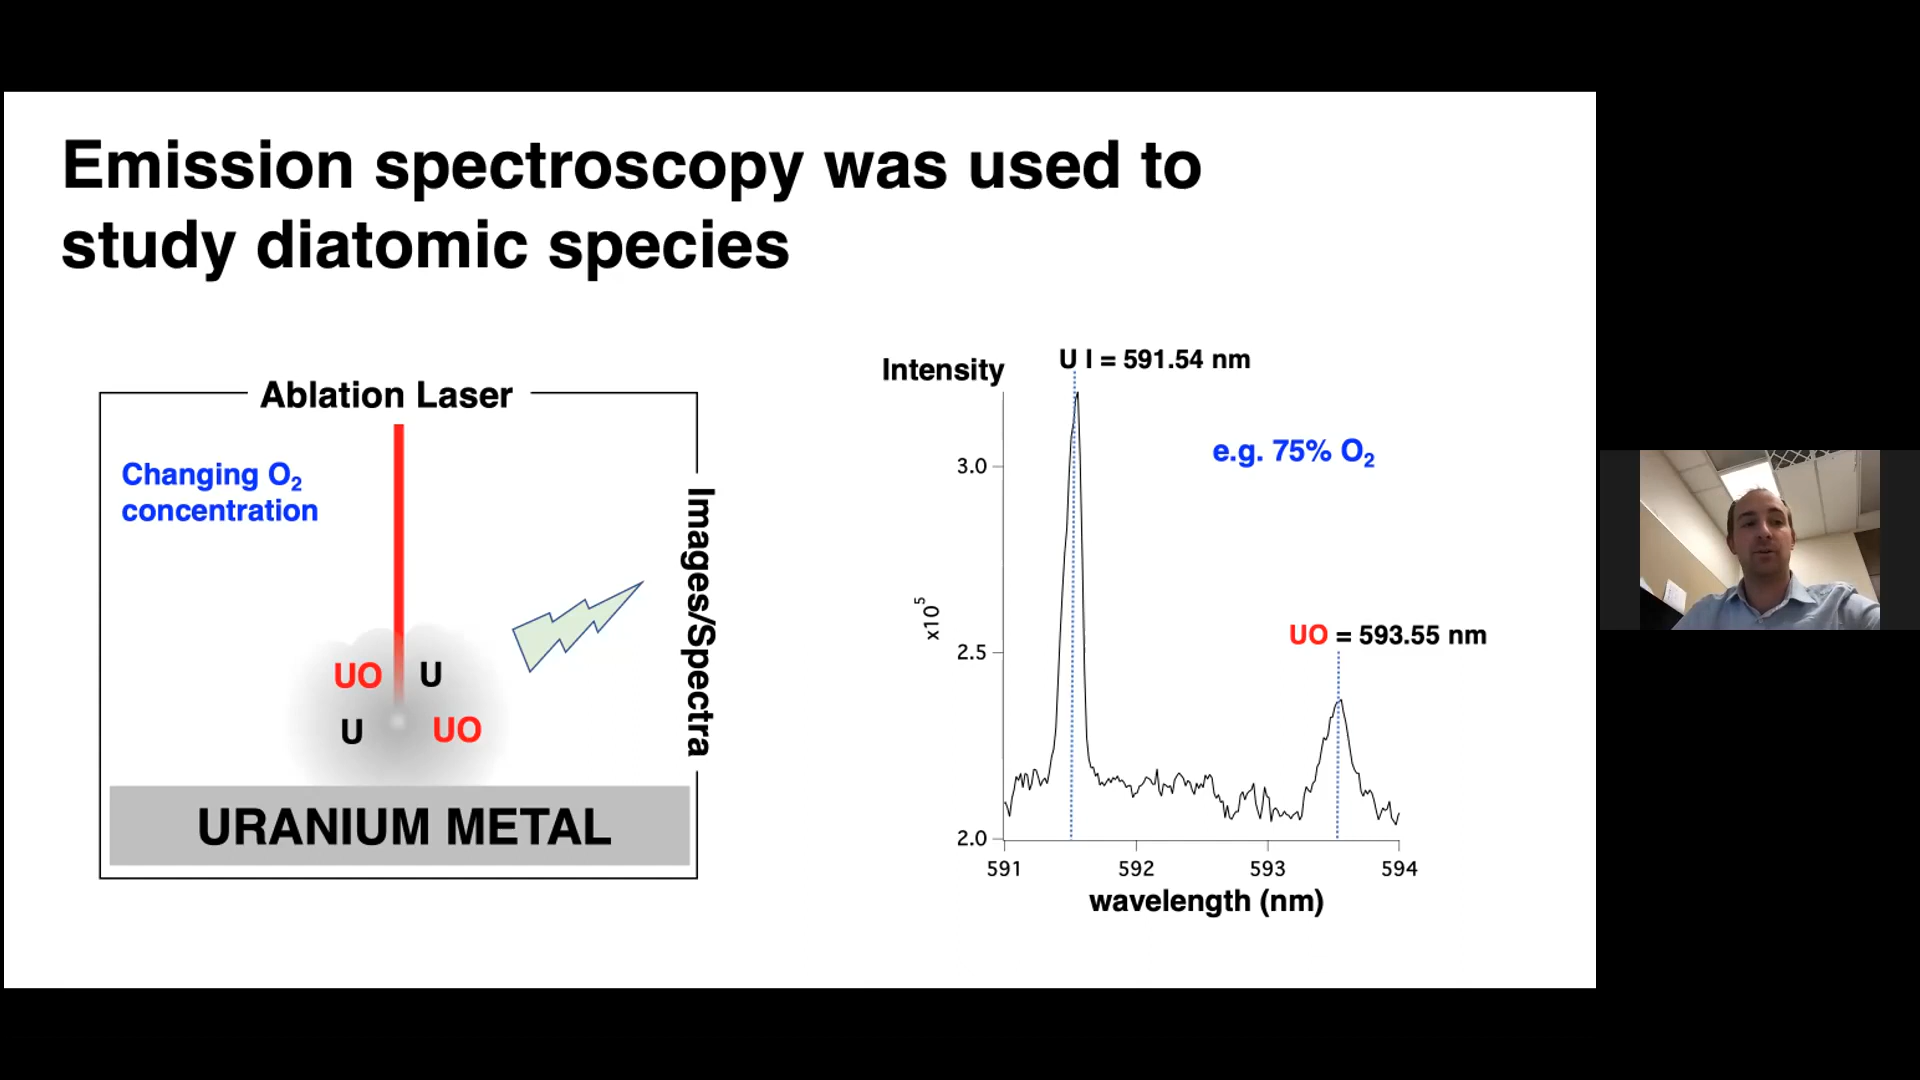 Emission spectroscopy was used to
study diatomic species
Ablation Laser
Changing O₂
concentration
Images/Spectra
UO U
U UO
URANIUM METAL
Intensity
U I = 591.54 nm
e.g. 75% O₂
UO = 593.55 nm
x10⁵
3.0
2.5
2.0
591 592 593 594
wavelength (nm)